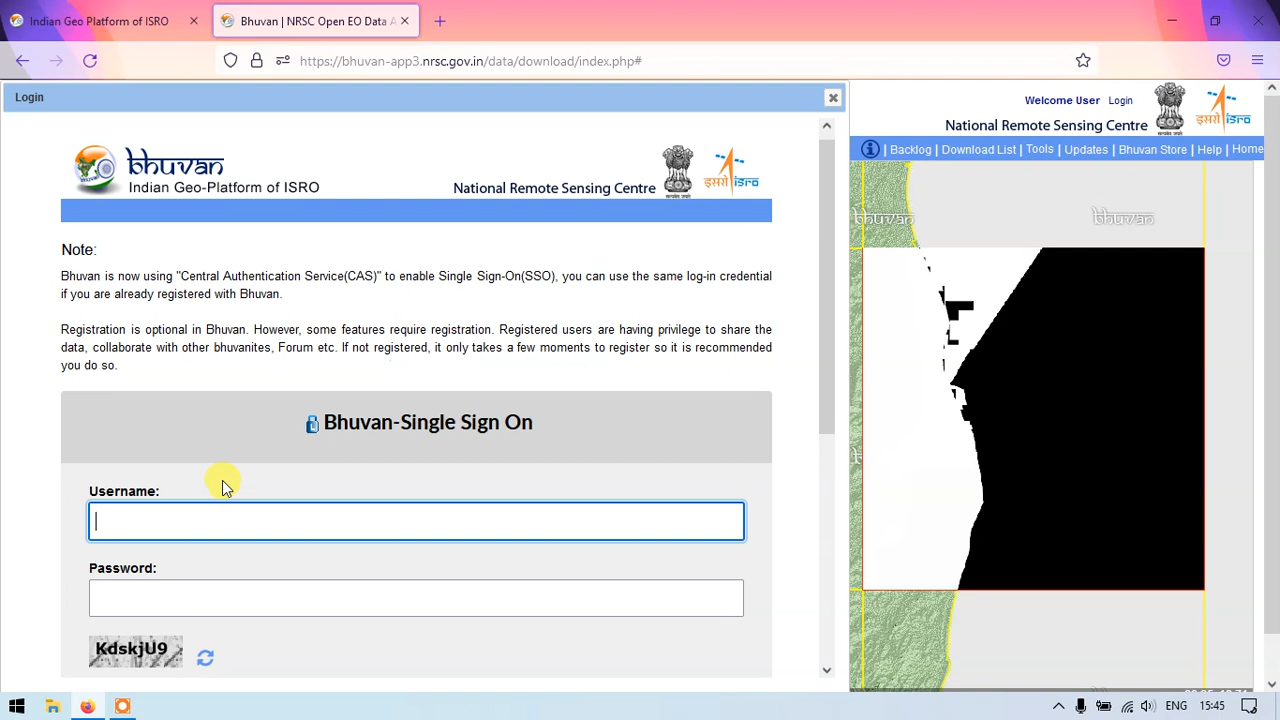 Indian Geo Platform of ISRO
Bhuvan | NRSC Open EO Data A
https://bhuvan-app3.nrsc.gov.in/data/download/index.php#
Login
Welcome User Login
National Remote Sensing Centre
इसरो isro
Backlog | Download List | Tools | Updates | Bhuvan Store | Help | Home
bhuvan
Indian Geo-Platform of ISRO
National Remote Sensing Centre
इसरो isro
Note:
Bhuvan is now using "Central Authentication Service(CAS)" to enable Single Sign-On(SSO), you can use the same log-in credential
if you are already registered with Bhuvan.
Registration is optional in Bhuvan. However, some features require registration. Registered users are having privilege to share the
data, collaborate with other bhuvanites, Forum etc. If not registered, it only takes a few moments to register so it is recommended
you do so.
Bhuvan-Single Sign On
Username:
Password:
KdskjU9
bhuvan
bhuvan
ENG 15:45